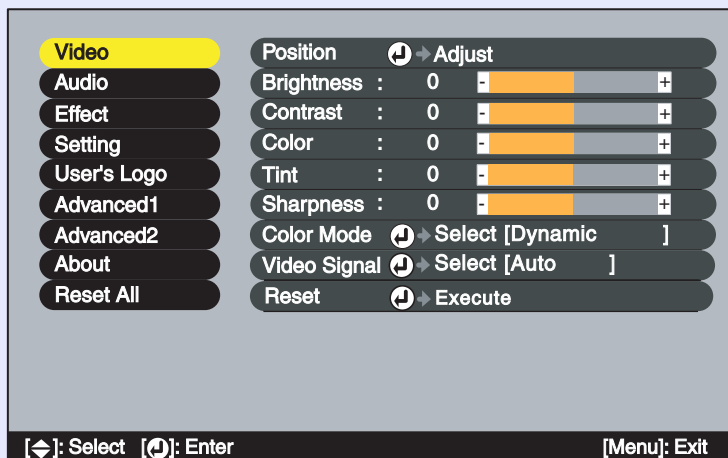 Video
Audio
Effect
Setting
User's Logo
Advanced1
Advanced2
About
Reset All
Position Adjust
Brightness : 0 - +
Contrast : 0 - +
Color : 0 - +
Tint : 0 - +
Sharpness : 0 - +
Color Mode Select [Dynamic ]
Video Signal Select [Auto ]
Reset Execute
[ ]: Select [ ]: Enter [Menu]: Exit